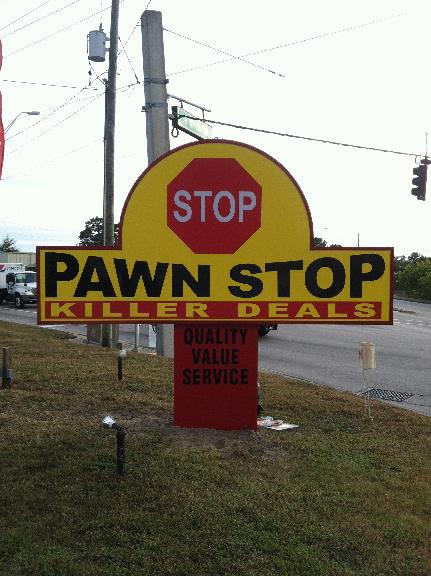 STOP
PAWN STOP
KILLER DEALS
QUALITY
VALUE
SERVICE